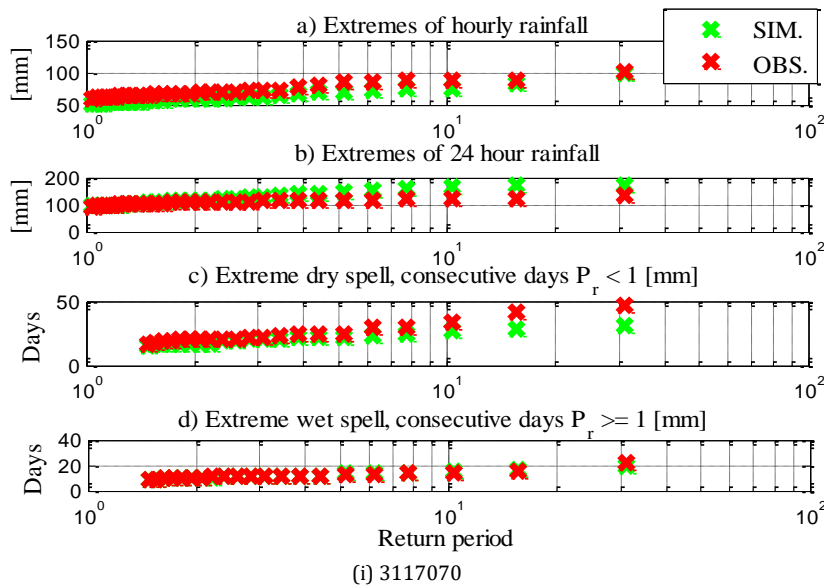 a) Extremes of hourly rainfall
SIM.
OBS.
[mm]
150
100
50
10^0
10^1
10^2
b) Extremes of 24 hour rainfall
[mm]
200
100
0
10^0
10^1
10^2
c) Extreme dry spell, consecutive days P_r < 1 [mm]
Days
50
0
10^0
10^1
10^2
d) Extreme wet spell, consecutive days P_r >= 1 [mm]
Days
40
20
0
10^0
10^1
10^2
Return period
(i) 3117070